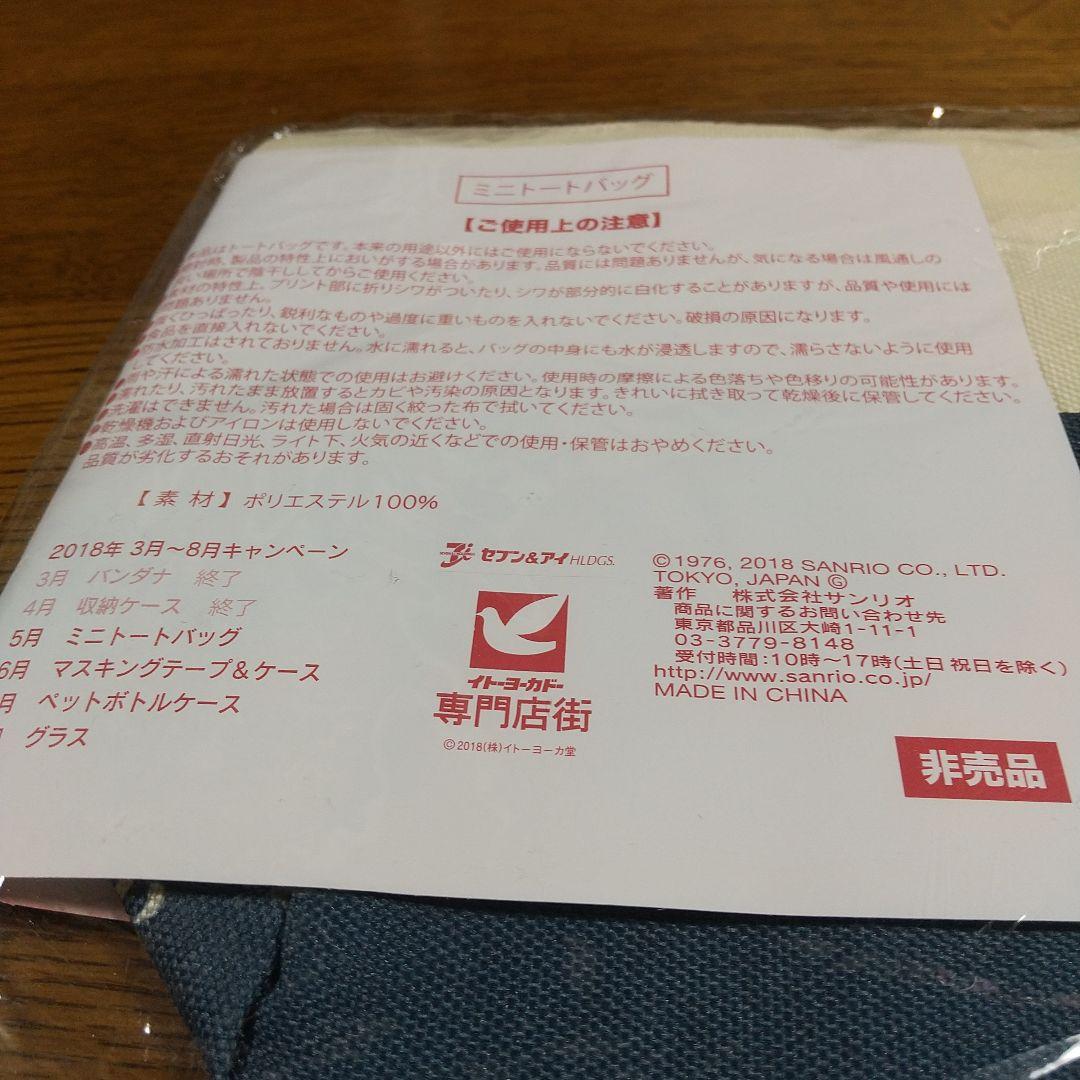 ミニトートバッグ
【ご使用上の注意】
品はトートバッグです。本来の用途以外にはご使用にならないでください。
製品の特性上においがする場合があります。品質には問題ありませんが、気になる場合は風通しの
い場所で陰干ししてからご使用ください。
材の特性上、プリント部に折りシワがついたり、シワが部分的に白化することがありますが、品質や使用には
題ありません。
くひっぱったり、鋭利なものや過度に重いものを入れないでください。破損の原因になります。
食品を直接入れないでください。
水加工はされておりません。水に濡れると、バッグの中身にも水が浸透しますので、濡らさないように使用
してください。
●雨や汗による濡れた状態での使用はお避けください。使用時の摩擦による色落ちや色移りの可能性があります。
●濡れたり、汚れたまま放置するとカビや汚染の原因となります。きれいに拭き取って乾燥後に保管してください。
●洗濯はできません。汚れた場合は固く絞った布で拭いてください。
●乾燥機およびアイロンは使用しないでください。
●高温、多湿、直射日光、ライト下、火気の近くなどでの使用・保管はおやめください。
品質が劣化するおそれがあります。
【素材】ポリエステル100%
2018年 3月〜8月キャンペーン
3月 バンダナ 終了
4月 収納ケース 終了
5月 ミニトートバッグ
6月 マスキングテープ&ケース
月 ペットボトルケース
グラス
セブン&アイ HLDGS.
イトーヨーカドー
専門店街
©2018(株)イトーヨーカ堂
©1976, 2018 SANRIO CO., LTD.
TOKYO, JAPAN Ⓖ
著作 株式会社サンリオ
商品に関するお問い合わせ先
東京都品川区大崎1-11-1
03-3779-8148
受付時間:10時〜17時(土日祝日を除く)
http://www.sanrio.co.jp/
MADE IN CHINA
非売品